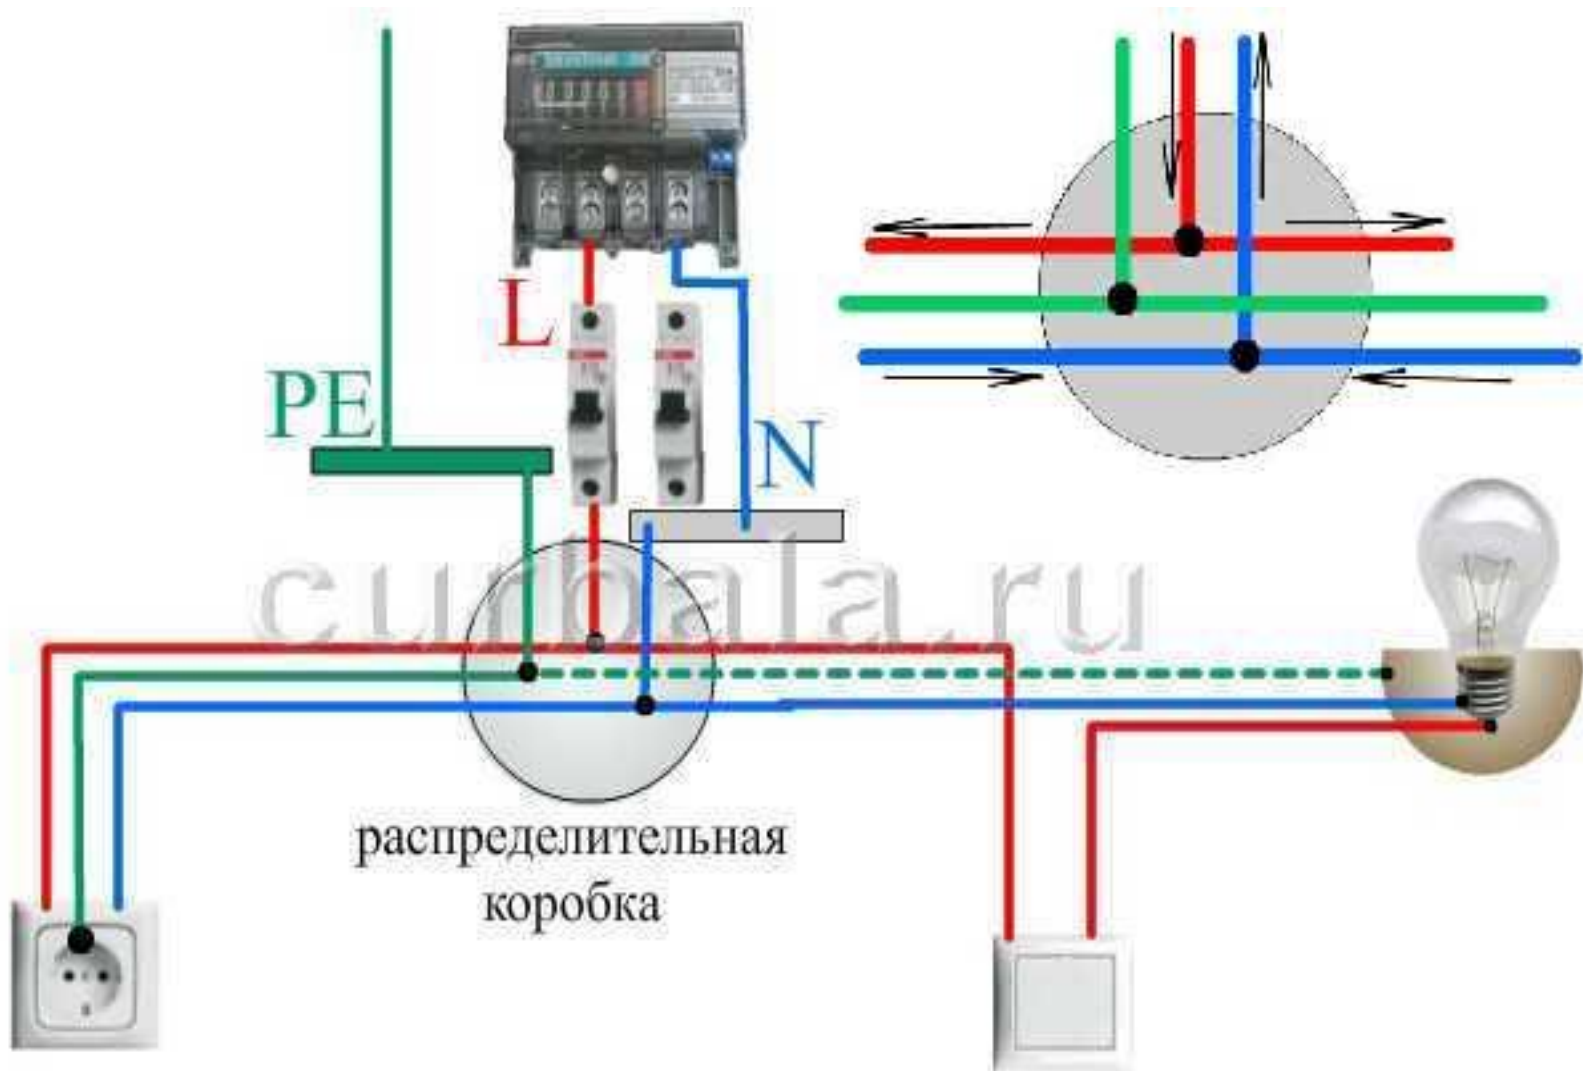 L
PE
N
curbala.ru
распределительная
коробка